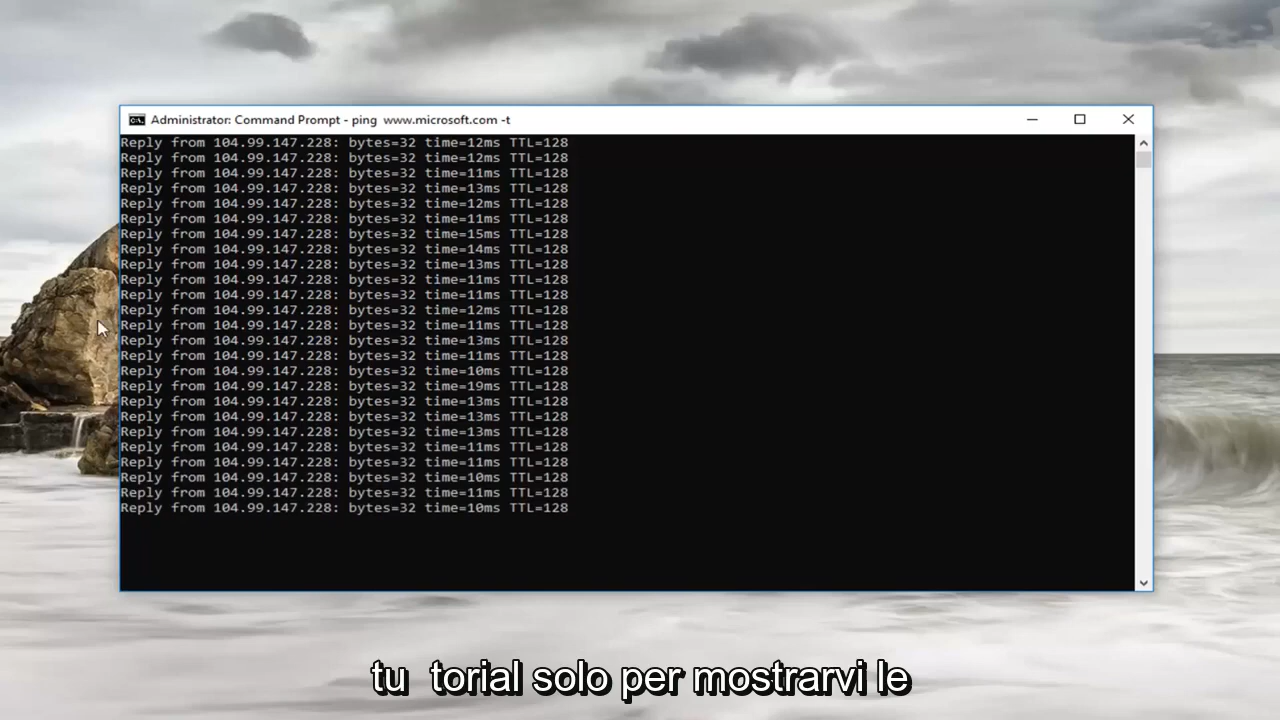 Administrator: Command Prompt - ping www.microsoft.com -t
Reply from 104.99.147.228: bytes=32 time=12ms TTL=128
Reply from 104.99.147.228: bytes=32 time=12ms TTL=128
Reply from 104.99.147.228: bytes=32 time=11ms TTL=128
Reply from 104.99.147.228: bytes=32 time=13ms TTL=128
Reply from 104.99.147.228: bytes=32 time=12ms TTL=128
Reply from 104.99.147.228: bytes=32 time=11ms TTL=128
Reply from 104.99.147.228: bytes=32 time=15ms TTL=128
Reply from 104.99.147.228: bytes=32 time=14ms TTL=128
Reply from 104.99.147.228: bytes=32 time=13ms TTL=128
Reply from 104.99.147.228: bytes=32 time=11ms TTL=128
Reply from 104.99.147.228: bytes=32 time=11ms TTL=128
Reply from 104.99.147.228: bytes=32 time=12ms TTL=128
Reply from 104.99.147.228: bytes=32 time=11ms TTL=128
Reply from 104.99.147.228: bytes=32 time=13ms TTL=128
Reply from 104.99.147.228: bytes=32 time=11ms TTL=128
Reply from 104.99.147.228: bytes=32 time=10ms TTL=128
Reply from 104.99.147.228: bytes=32 time=19ms TTL=128
Reply from 104.99.147.228: bytes=32 time=13ms TTL=128
Reply from 104.99.147.228: bytes=32 time=13ms TTL=128
Reply from 104.99.147.228: bytes=32 time=13ms TTL=128
Reply from 104.99.147.228: bytes=32 time=11ms TTL=128
Reply from 104.99.147.228: bytes=32 time=11ms TTL=128
Reply from 104.99.147.228: bytes=32 time=10ms TTL=128
Reply from 104.99.147.228: bytes=32 time=11ms TTL=128
Reply from 104.99.147.228: bytes=32 time=10ms TTL=128
tu torial solo per mostrarvi le